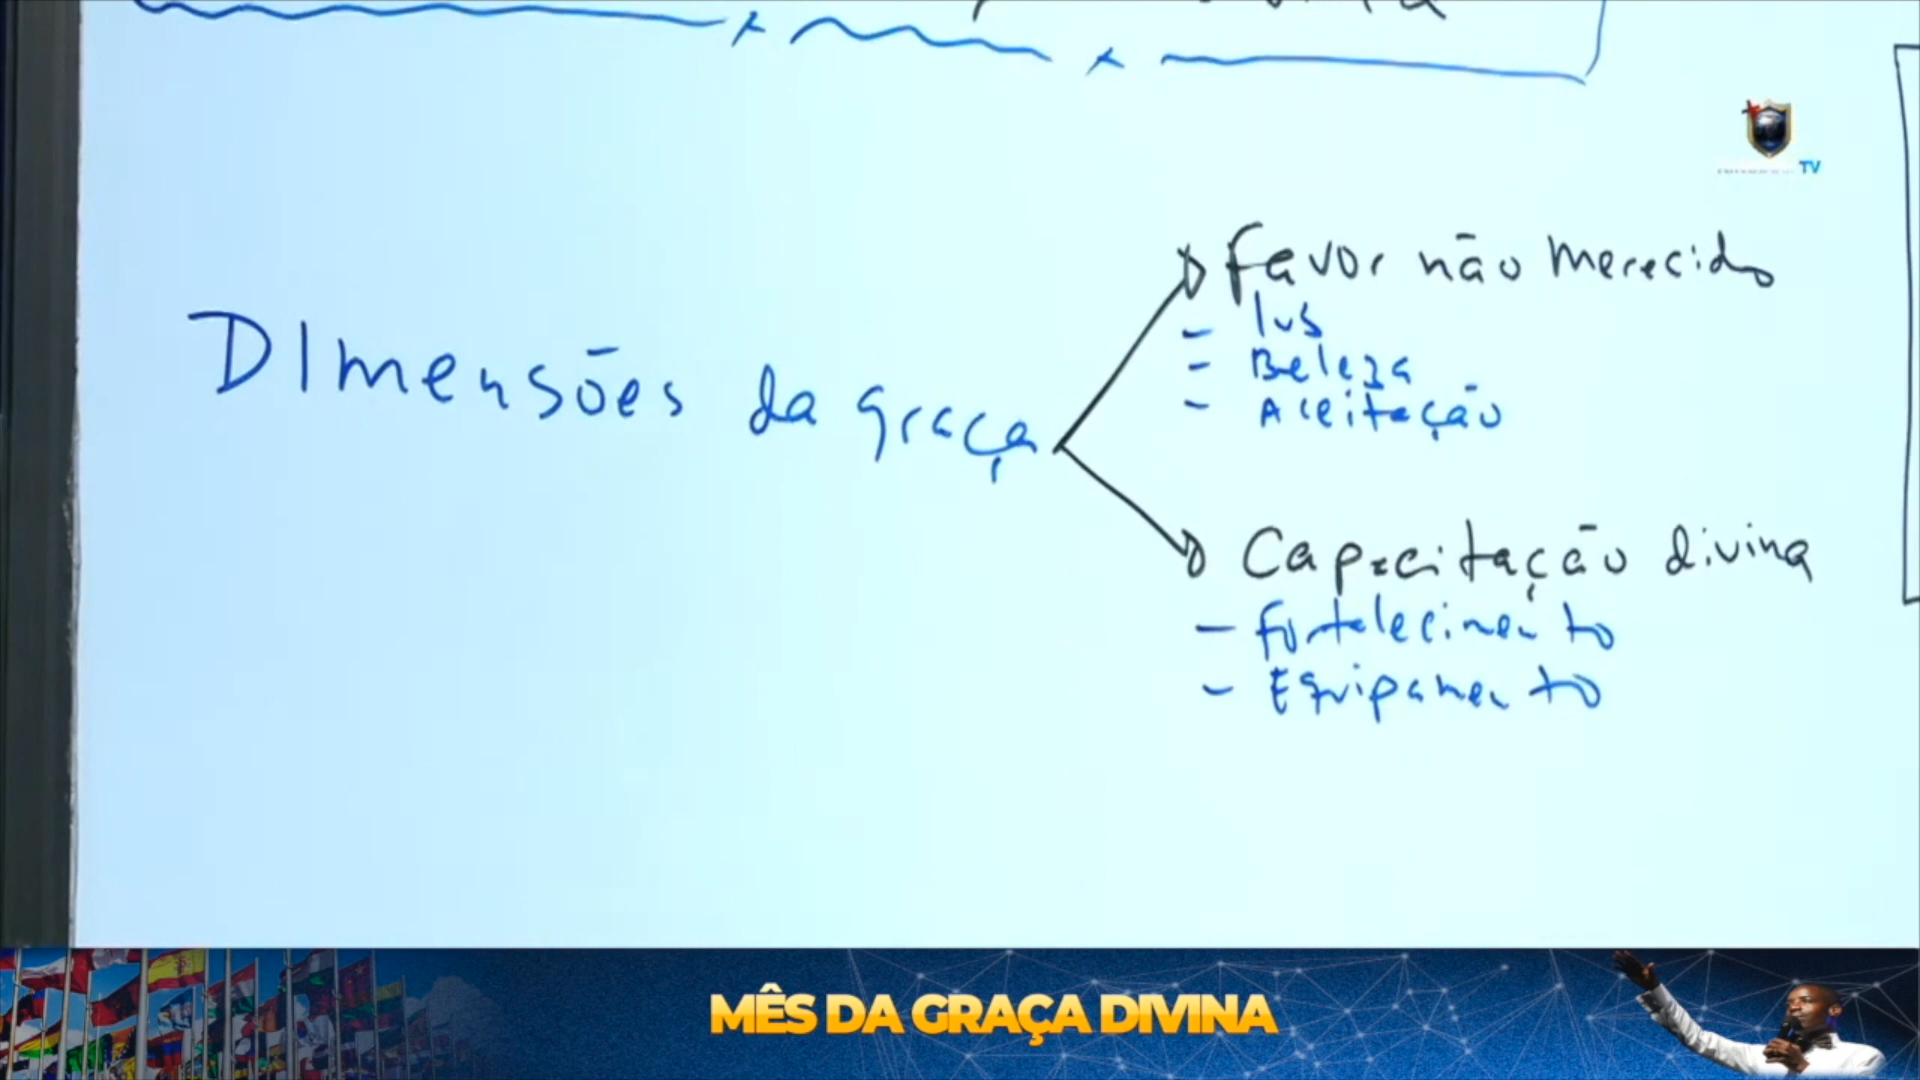 TV
Favor não merecido
- lus
- Beleza
- Aceitação
Dimensões da graça
Capacitação divina
- fortalecimento
- Equipamento
MÊS DA GRAÇA DIVINA